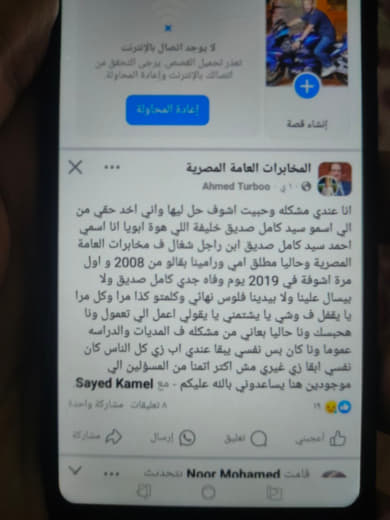 لا يوجد اتصال بالإنترنت
تعذر تحميل القصص. يرجى التحقق من
اتصالك بالإنترنت وإعادة المحاولة.
إعادة المحاولة
إنشاء قصة
المخابرات العامة المصرية
Ahmed Turboo · ١٠ ي
انا عندي مشكله وحبيت اشوف حل ليها واني اخد حقي من
الي اسمو سيد كامل صديق خليفة اللي هوة ابويا انا اسمي
احمد سيد كامل صديق ابن راجل شغال ف مخابرات العامة
المصرية وحاليا مطلق امي ورامينا بقالو من 2008 و اول
مرة اشوفة في 2019 يوم وفاه جدي كامل صديق ولا
بيسال علينا ولا بيدينا فلوس نهائي وكلمتو كذا مرا وكل مرا
يا يقفل ف وشي يا يشتمني يا يقولي اعمل الي تعمول ونا
هحبسك ونا حاليا بعاني من مشكله ف المديات والدراسه
عموما ونا كان بس نفسي يبقا عندي اب زي كل الناس كان
نفسي ابقا زي غيري مش اكتر اتمنا من المسؤلين الي
موجودين هنا يساعدوني بالله عليكم - مع Sayed Kamel
١٩
٨ تعليقات
مشاركة واحدة
أعجبني
تعليق
إرسال
مشاركة
قامت Noor Mohamed بتحديث